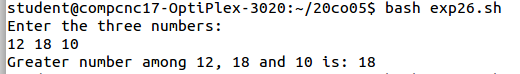 student@compcnc17-OptiPlex-3020:~/20co05$ bash exp26.sh
Enter the three numbers:
12 18 10
Greater number among 12, 18 and 10 is: 18